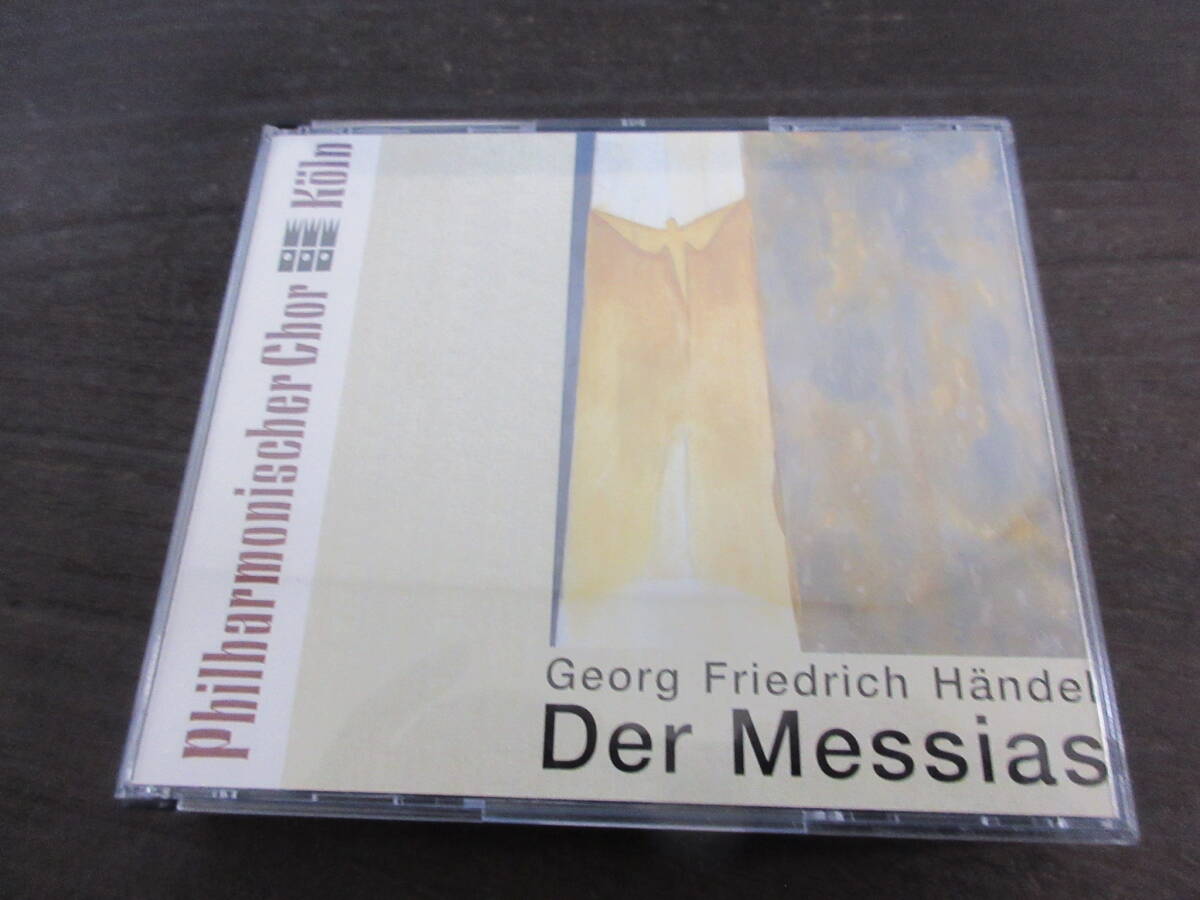 Philharmonischer Chor Köln
Georg Friedrich Händel
Der Messias